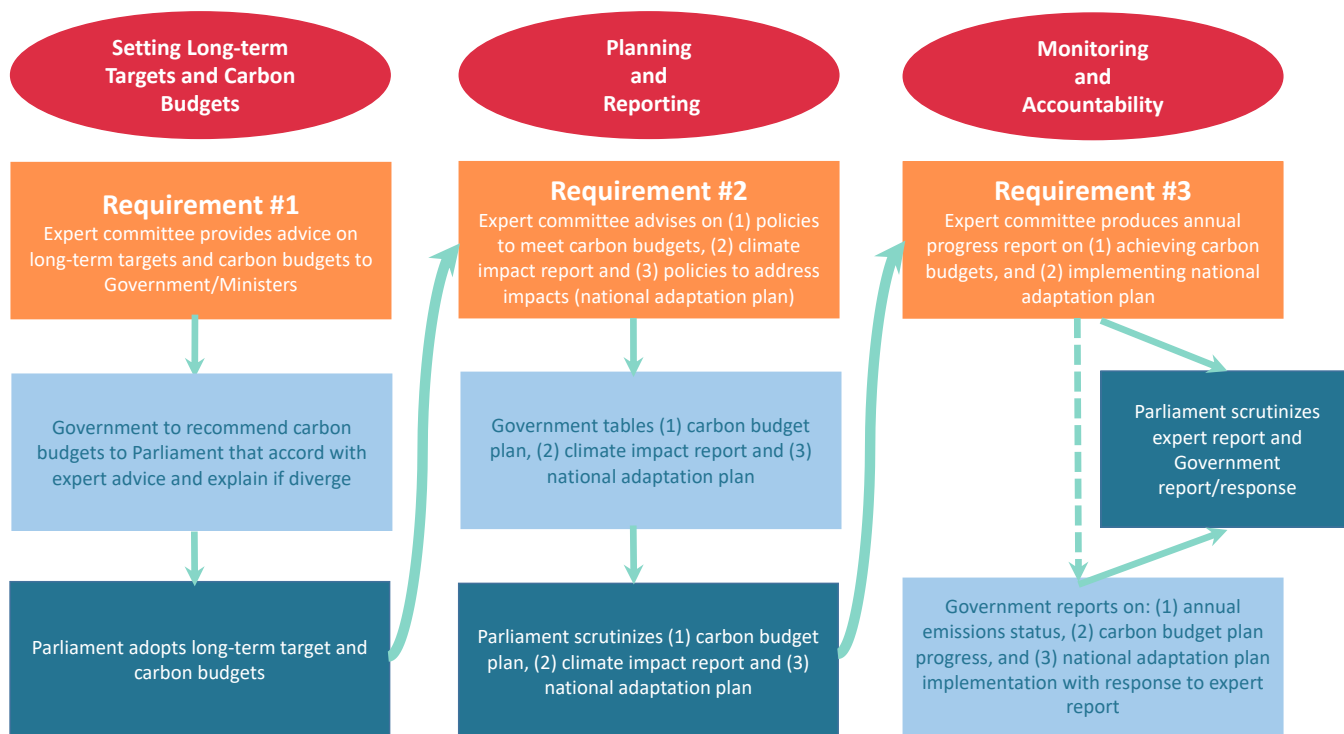 Setting Long-term
Targets and Carbon
Budgets
Planning
and
Reporting
Monitoring
and
Accountability
Requirement #1
Expert committee provides advice on
long-term targets and carbon budgets to
Government/Ministers
Government to recommend carbon
budgets to Parliament that accord with
expert advice and explain if diverge
Parliament adopts long-term target and
carbon budgets
Requirement #2
Expert committee advises on (1) policies
to meet carbon budgets, (2) climate
impact report and (3) policies to address
impacts (national adaptation plan)
Government tables (1) carbon budget
plan, (2) climate impact report and (3)
national adaptation plan
Parliament scrutinizes (1) carbon budget
plan, (2) climate impact report and (3)
national adaptation plan
Requirement #3
Expert committee produces annual
progress report on (1) achieving carbon
budgets, and (2) implementing national
adaptation plan
Parliament scrutinizes
expert report and
Government
report/response
Government reports on: (1) annual
emissions status, (2) carbon budget plan
progress, and (3) national adaptation plan
implementation with response to expert
report